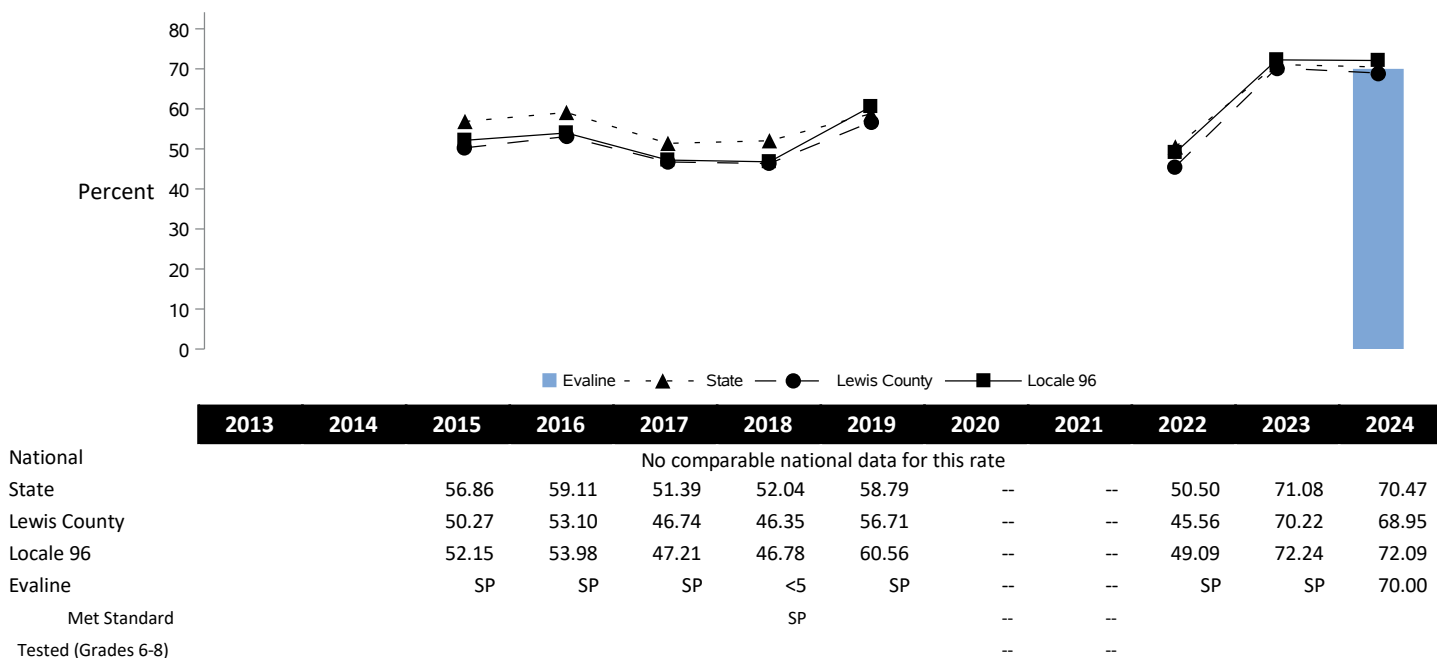 80
70
60
50
40
30
20
10
0
Percent
Evaline State Lewis County Locale 96
2013 2014 2015 2016 2017 2018 2019 2020 2021 2022 2023 2024
National No comparable national data for this rate
State 56.86 59.11 51.39 52.04 58.79 -- -- 50.50 71.08 70.47
Lewis County 50.27 53.10 46.74 46.35 56.71 -- -- 45.56 70.22 68.95
Locale 96 52.15 53.98 47.21 46.78 60.56 -- -- 49.09 72.24 72.09
Evaline SP SP SP <5 SP -- -- SP SP 70.00
Met Standard SP -- --
Tested (Grades 6-8) -- --